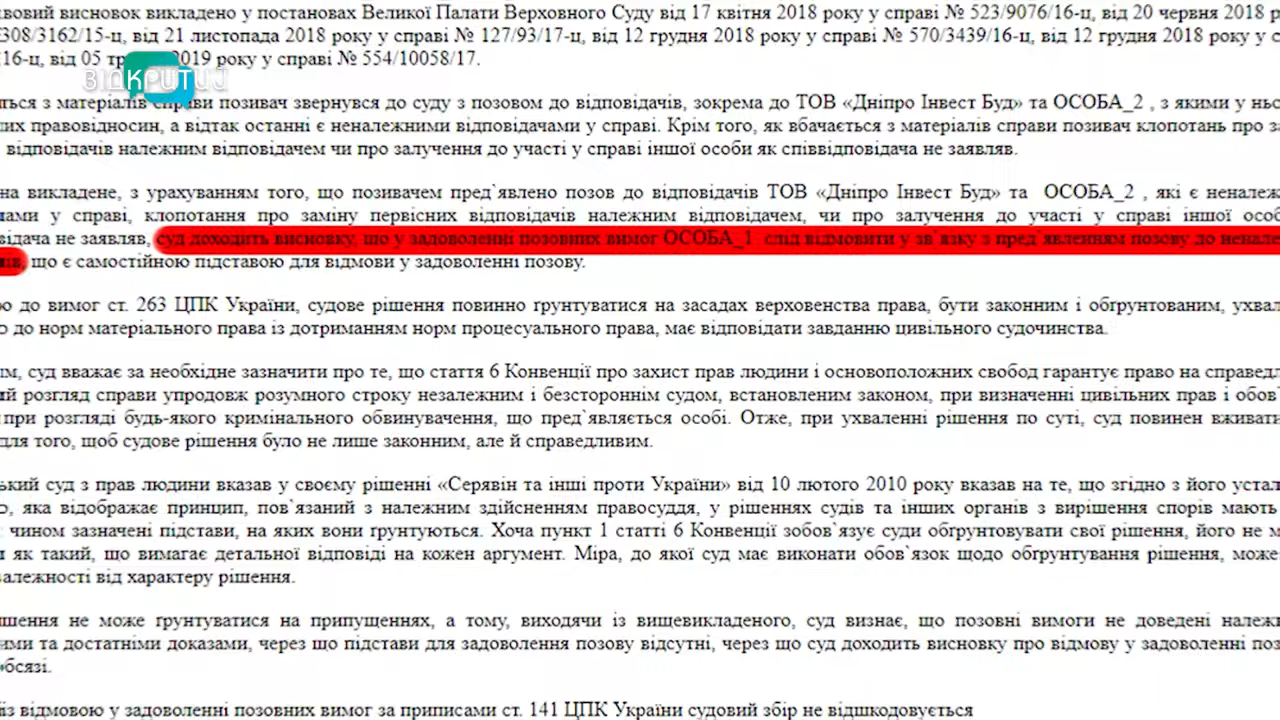 вовий висновок викладено у постановах Великої Палати Верховного Суду від 17 квітня 2018 року у справі № 523/9076/16-ц, від 20 червня 2018 р
308/3162/15-ц, від 21 листопада 2018 року у справі № 127/93/17-ц, від 12 грудня 2018 року у справі № 570/3439/16-ц, від 12 грудня 2018 року у с
16-ц, від 05 2019 року у справі № 554/10058/17.
ВІДКРИТИЙ
ться з матеріалів справи позивач звернувся до суду з позовом до відповідачів, зокрема до ТОВ «Дніпро Інвест Буд» та ОСОБА_2 , з якими у ньо
их правовідносин, а відтак останні є неналежними відповідачами у справі. Крім того, як вбачається з матеріалів справи позивач клопотань про за
відповідачів належним відповідачем чи про залучення до участі у справі іншої особи як співвідповідача не заявляв.
на викладене, з урахуванням того, що позивачем пред`явлено позов до відповідачів ТОВ «Дніпро Інвест Буд» та ОСОБА_2 , які є неналеж
ами у справі, клопотання про заміну первісних відповідачів належним відповідачем, чи про залучення до участі у справі іншої особ
відача не заявляв, суд доходить висновку, що у задоволенні позовних вимог ОСОБА_1 слід відмовити у зв`язку з пред`явленням позову до ненале
ів, що є самостійною підставою для відмови у задоволенні позову.
о до вимог ст. 263 ЦПК України, судове рішення повинно ґрунтуватися на засадах верховенства права, бути законним і обґрунтованим, ухвал
о до норм матеріального права із дотриманням норм процесуального права, має відповідати завданню цивільного судочинства.
им, суд вважає за необхідне зазначити про те, що стаття 6 Конвенції про захист прав людини і основоположних свобод гарантує право на справедл
ий розгляд справи упродовж розумного строку незалежним і безстороннім судом, встановленим законом, при визначенні цивільних прав і обов
при розгляді будь-якого кримінального обвинувачення, що пред`являється особі. Отже, при ухваленні рішення по суті, суд повинен вживати
для того, щоб судове рішення було не лише законним, але й справедливим.
ький суд з прав людини вказав у своєму рішенні «Серявін та інші проти України» від 10 лютого 2010 року вказав на те, що згідно з його устал
о, яка відображає принцип, пов`язаний з належним здійсненням правосуддя, у рішеннях судів та інших органів з вирішення спорів мають
чином зазначені підстави, на яких вони ґрунтуються. Хоча пункт 1 статті 6 Конвенції зобов`язує суди обґрунтовувати свої рішення, його не м
и як такий, що вимагає детальної відповіді на кожен аргумент. Міра, до якої суд має виконати обов`язок щодо обґрунтування рішення, може
залежності від характеру рішення.
ішення не може ґрунтуватися на припущеннях, а тому, виходячи із вищевикладеного, суд визнає, що позовні вимоги не доведені належн
ими та достатніми доказами, через що підстави для задоволення позову відсутні, через що суд доходить висновку про відмову у задоволенні поз
обсязі.
із відмовою у задоволенні позовних вимог за приписами ст. 141 ЦПК України судовий збір не відшкодовується